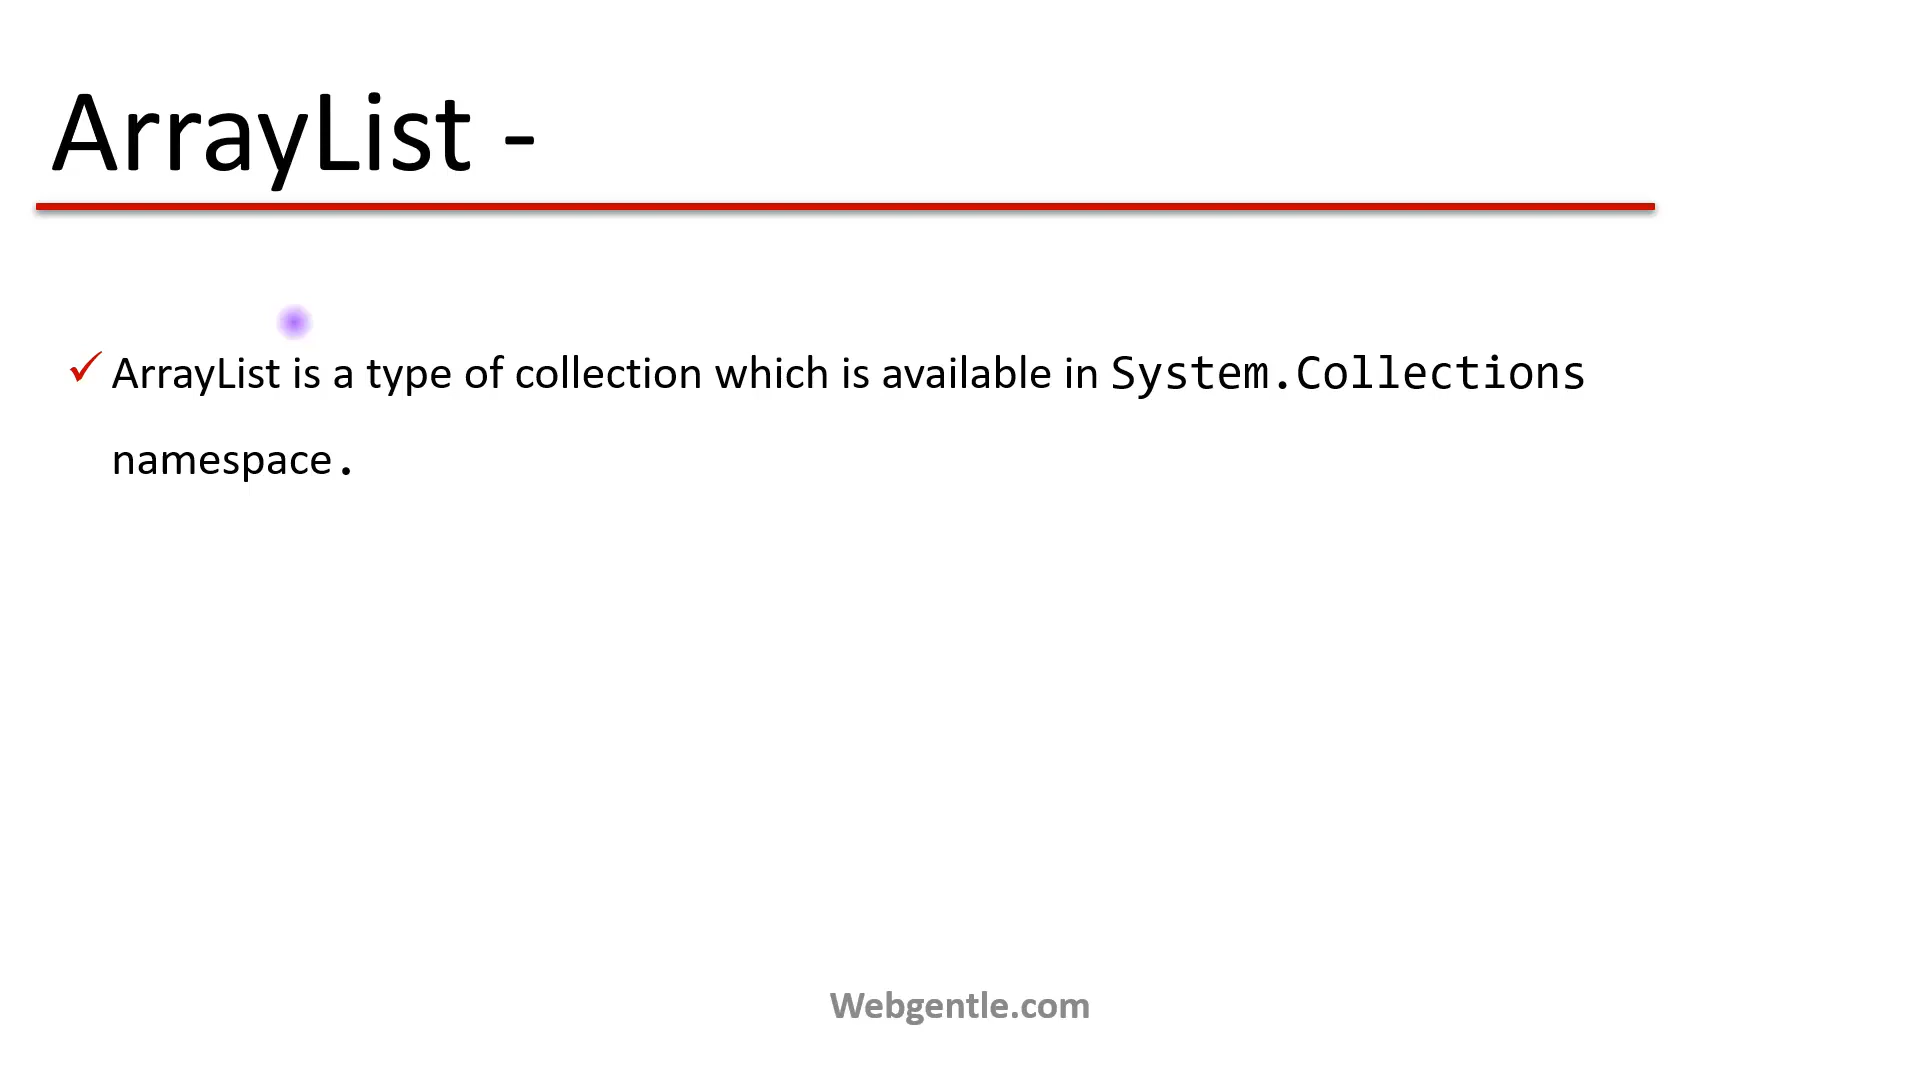 ArrayList -
ArrayList is a type of collection which is available in System.Collections
namespace.
Webgentle.com